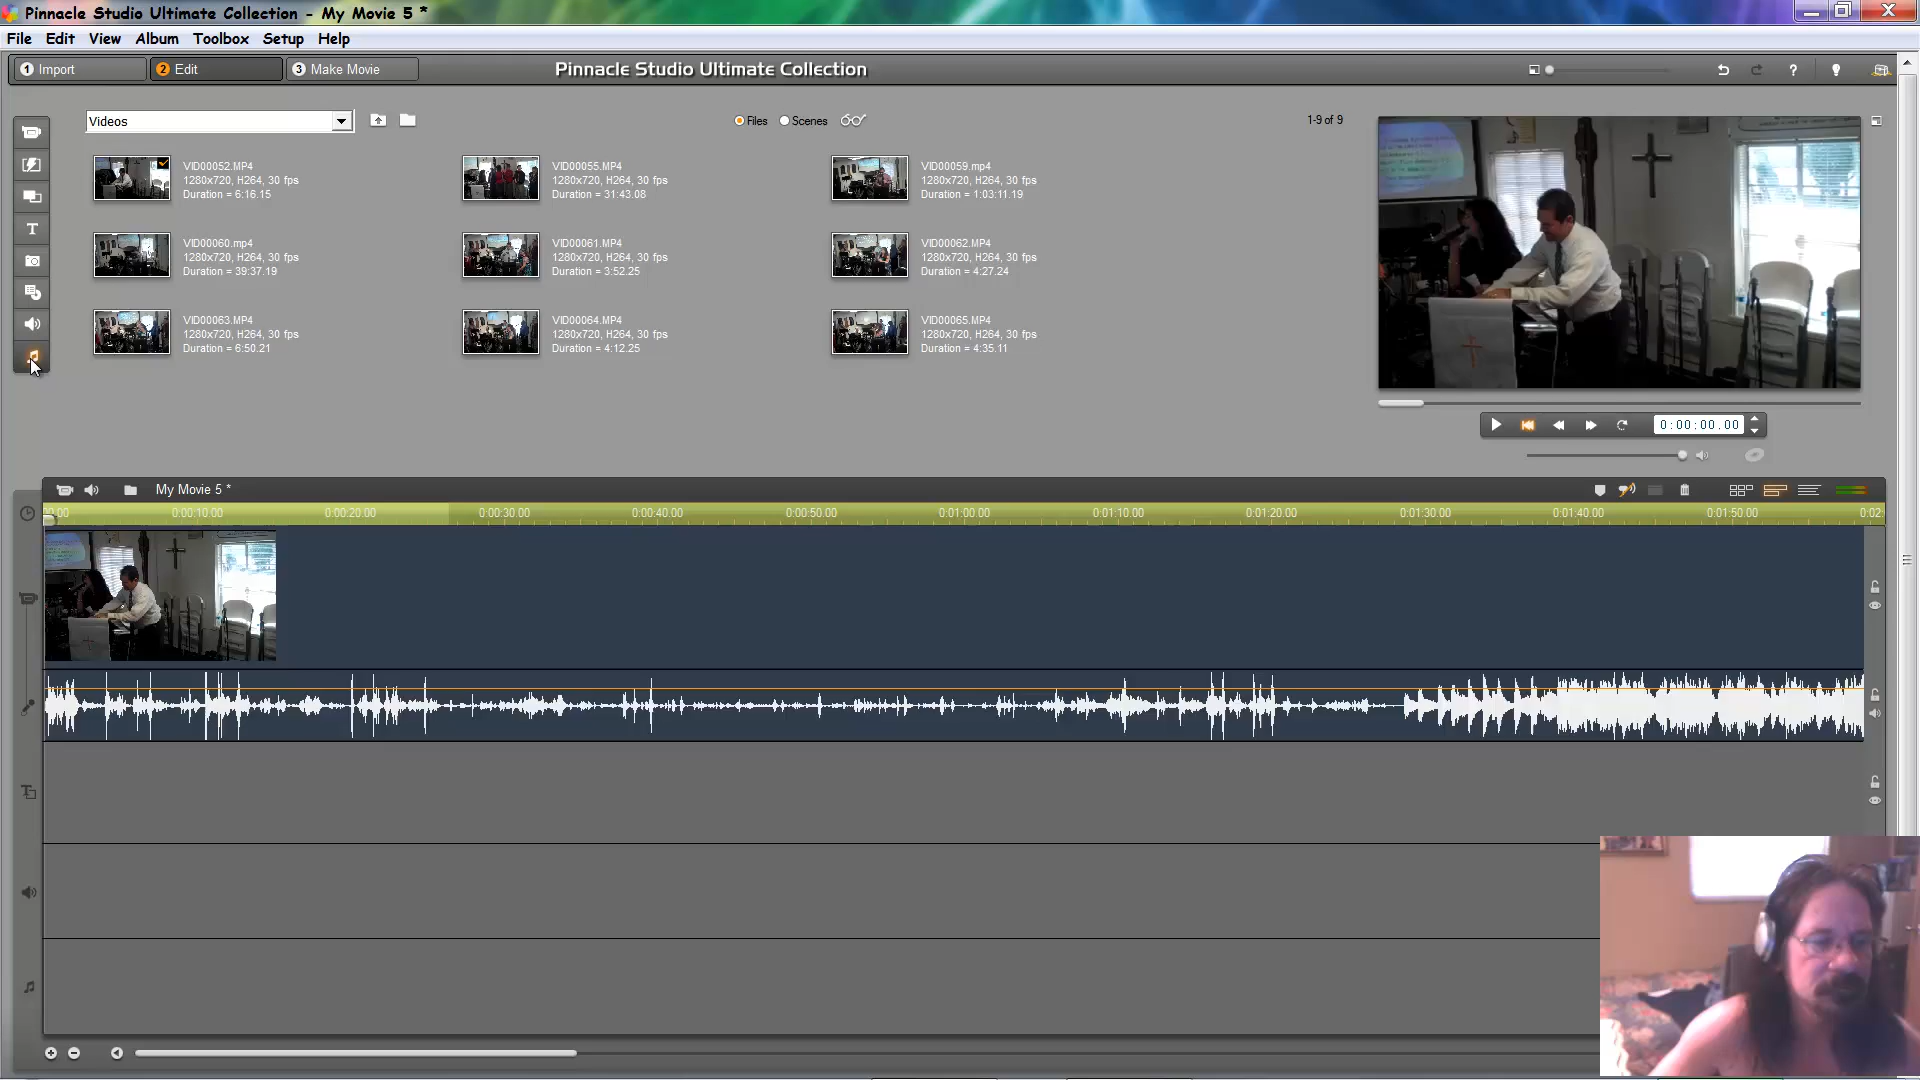 Pinnacle Studio Ultimate Collection - My Movie 5 *
File Edit View Album Toolbox Setup Help
1 Import 2 Edit 3 Make Movie Pinnacle Studio Ultimate Collection ?
Videos Files Scenes 1-9 of 9
VID00052.MP4
1280x720, H264, 30 fps
Duration = 6:16.15
VID00055.MP4
1280x720, H264, 30 fps
Duration = 31:43.08
VID00059.mp4
1280x720, H264, 30 fps
Duration = 1:03:11.19
VID00060.mp4
1280x720, H264, 30 fps
Duration = 39:37.19
VID00061.MP4
1280x720, H264, 30 fps
Duration = 3:52.25
VID00062.MP4
1280x720, H264, 30 fps
Duration = 4:27.24
VID00063.MP4
1280x720, H264, 30 fps
Duration = 6:50.21
VID00064.MP4
1280x720, H264, 30 fps
Duration = 4:12.25
VID00065.MP4
1280x720, H264, 30 fps
Duration = 4:35.11
0:00:00.00
My Movie 5 *
0:00:10.00 0:00:20.00 0:00:30.00 0:00:40.00 0:00:50.00 0:01:00.00 0:01:10.00 0:01:20.00 0:01:30.00 0:01:40.00 0:01:50.00 0:02